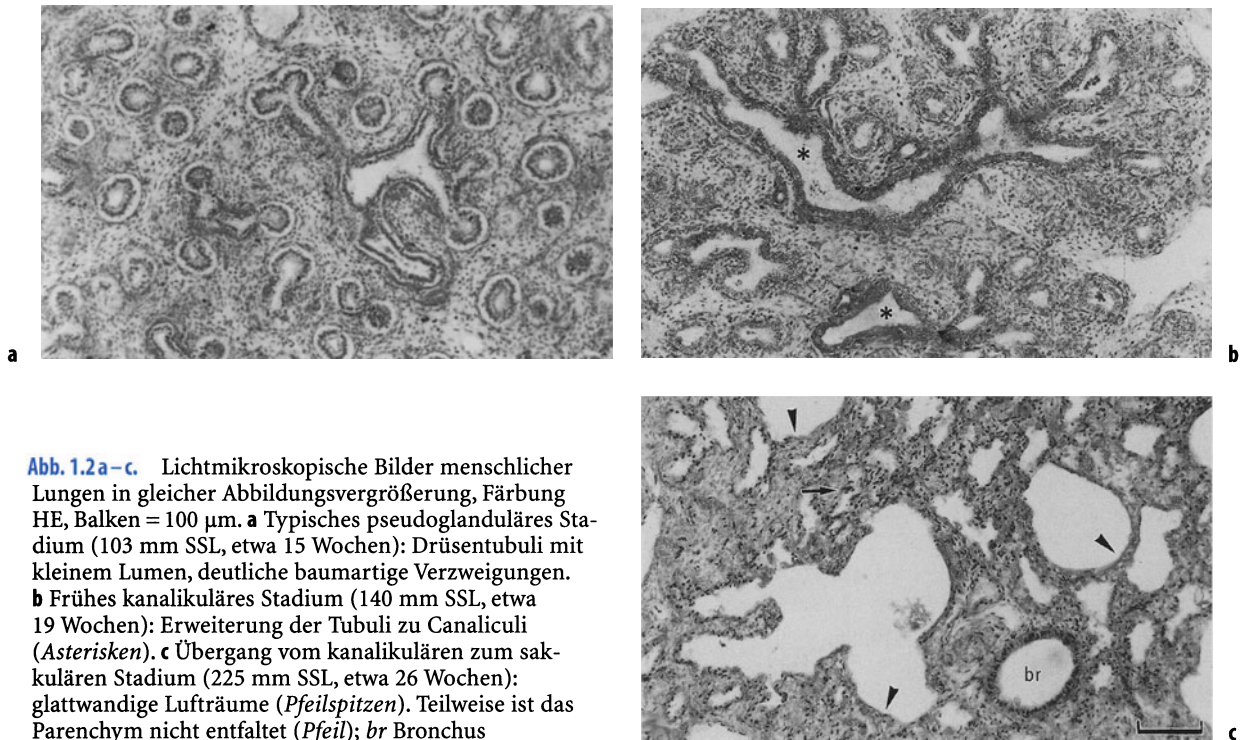 a
*
*
b
Abb. 1.2 a–c. Lichtmikroskopische Bilder menschlicher
Lungen in gleicher Abbildungsvergrößerung, Färbung
HE, Balken = 100 µm. a Typisches pseudoglanduläres Sta-
dium (103 mm SSL, etwa 15 Wochen): Drüsentubuli mit
kleinem Lumen, deutliche baumartige Verzweigungen.
b Frühes kanalikuläres Stadium (140 mm SSL, etwa
19 Wochen): Erweiterung der Tubuli zu Canaliculi
(Asterisken). c Übergang vom kanalikulären zum sak-
kulären Stadium (225 mm SSL, etwa 26 Wochen):
glattwandige Lufträume (Pfeilspitzen). Teilweise ist das
Parenchym nicht entfaltet (Pfeil); br Bronchus
br
c